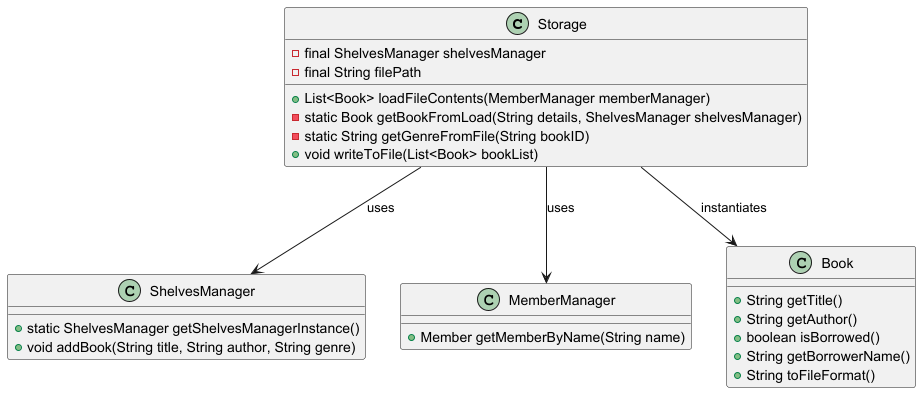 C Storage
final ShelvesManager shelvesManager
final String filePath
List<Book> loadFileContents(MemberManager memberManager)
static Book getBookFromLoad(String details, ShelvesManager shelvesManager)
static String getGenreFromFile(String bookID)
void writeToFile(List<Book> bookList)
uses
uses
instantiates
C ShelvesManager
static ShelvesManager getShelvesManagerInstance()
void addBook(String title, String author, String genre)
C MemberManager
Member getMemberByName(String name)
C Book
String getTitle()
String getAuthor()
boolean isBorrowed()
String getBorrowerName()
String toFileFormat()